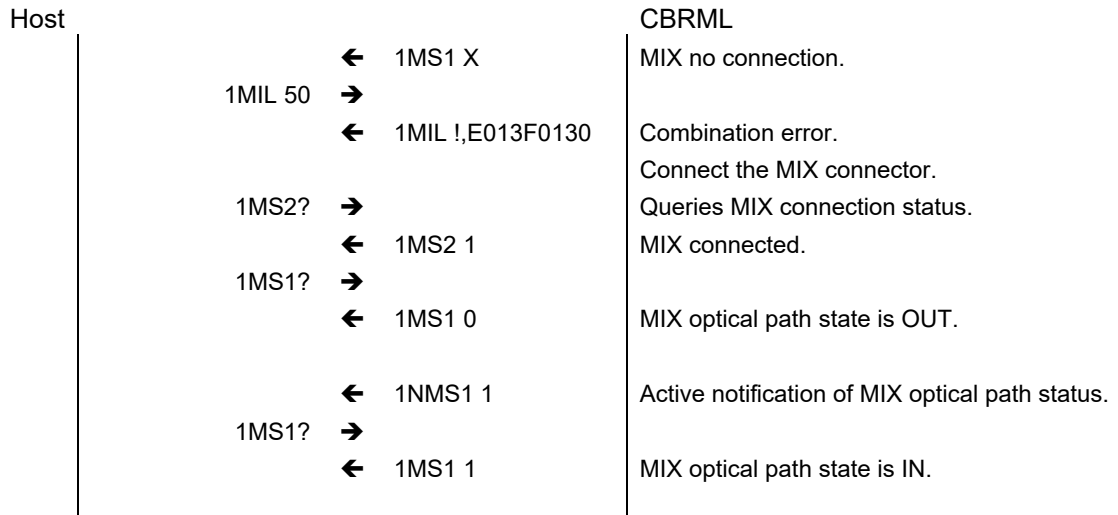 Host CBRML
← 1MS1 X MIX no connection.
1MIL 50 →
← 1MIL !,E013F0130 Combination error.
Connect the MIX connector.
1MS2? → Queries MIX connection status.
← 1MS2 1 MIX connected.
1MS1? →
← 1MS1 0 MIX optical path state is OUT.
← 1NMS1 1 Active notification of MIX optical path status.
1MS1? →
← 1MS1 1 MIX optical path state is IN.